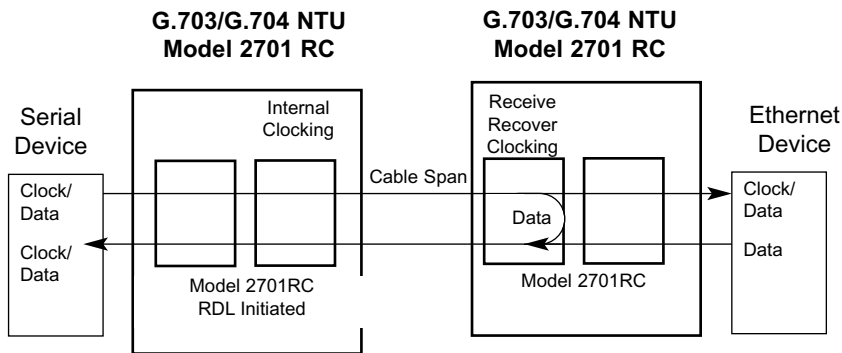 G.703/G.704 NTU
Model 2701 RC
G.703/G.704 NTU
Model 2701 RC
Serial
Device
Internal
Clocking
Receive
Recover
Clocking
Ethernet
Device
Cable Span
Clock/
Data
Clock/
Data
Data
Clock/
Data
Data
Model 2701RC
RDL Initiated
Model 2701RC